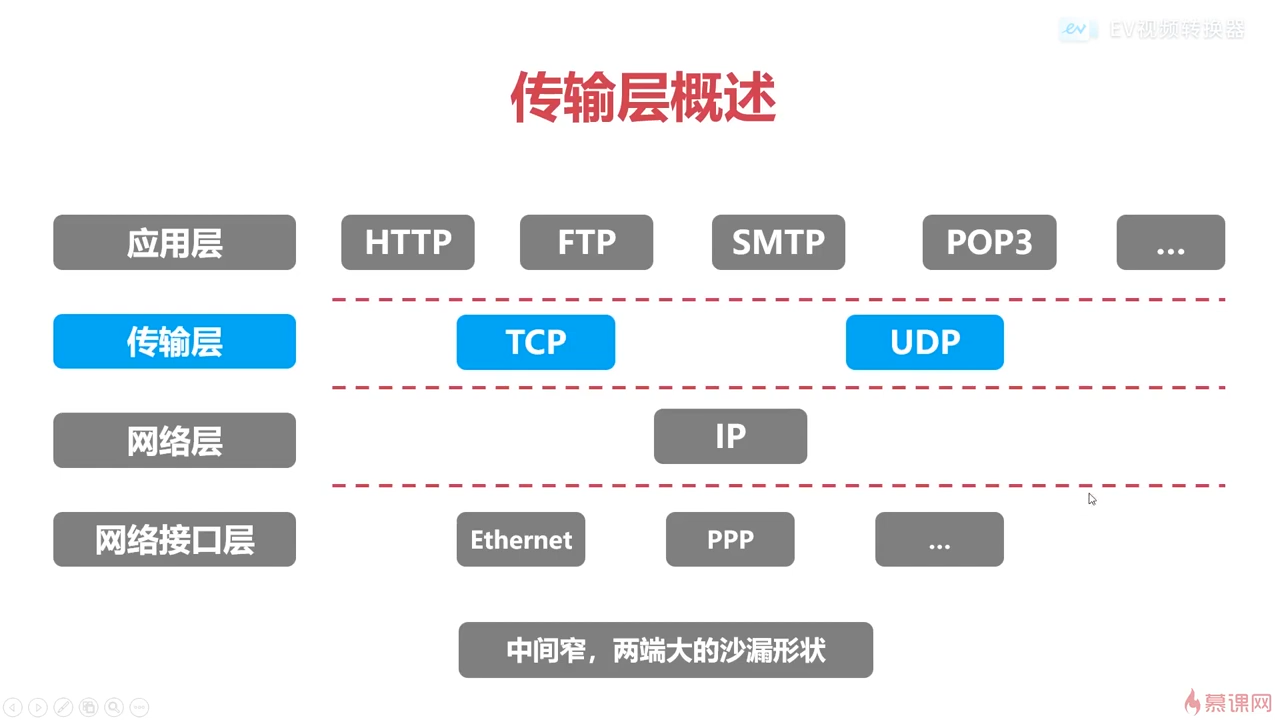 ev EV视频转换器
传输层概述
应用层 HTTP FTP SMTP POP3 ...
传输层 TCP UDP
网络层 IP
网络接口层 Ethernet PPP ...
中间窄，两端大的沙漏形状
慕课网